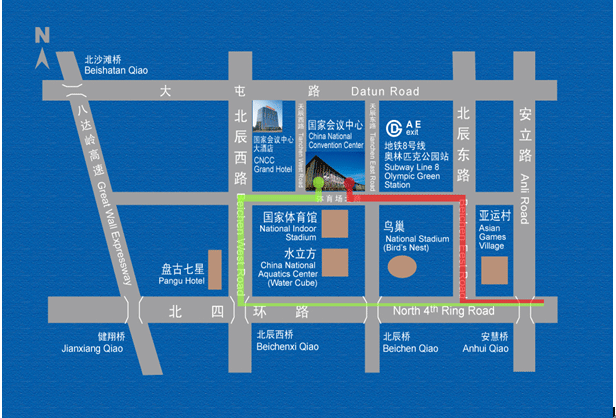 N
北沙滩桥
Beishatan Qiao
大屯路 Datun Road
八达岭高速 Great Wall Expressway
北辰西路
Beichen West Road
国家会议中心
大酒店
CNCC
Grand Hotel
天辰西路 Tianchen West Road
国家会议中心
China National
Convention Center
天辰东路 Tianchen East Road
A E
exit
地铁8号线
奥林匹克公园站
Subway Line 8
Olympic Green
Station
北辰东路
安立路
Anli Road
体育场北路
国家体育馆
National Indoor
Stadium
水立方
China National
Aquatics Center
(Water Cube)
鸟巢
National Stadium
(Bird's Nest)
亚运村
Asian
Games
Village
盘古七星
Pangu Hotel
北四环路 North 4th Ring Road
健翔桥
Jianxiang Qiao
北辰西桥
Beichenxi Qiao
北辰桥
Beichen Qiao
安慧桥
Anhui Qiao